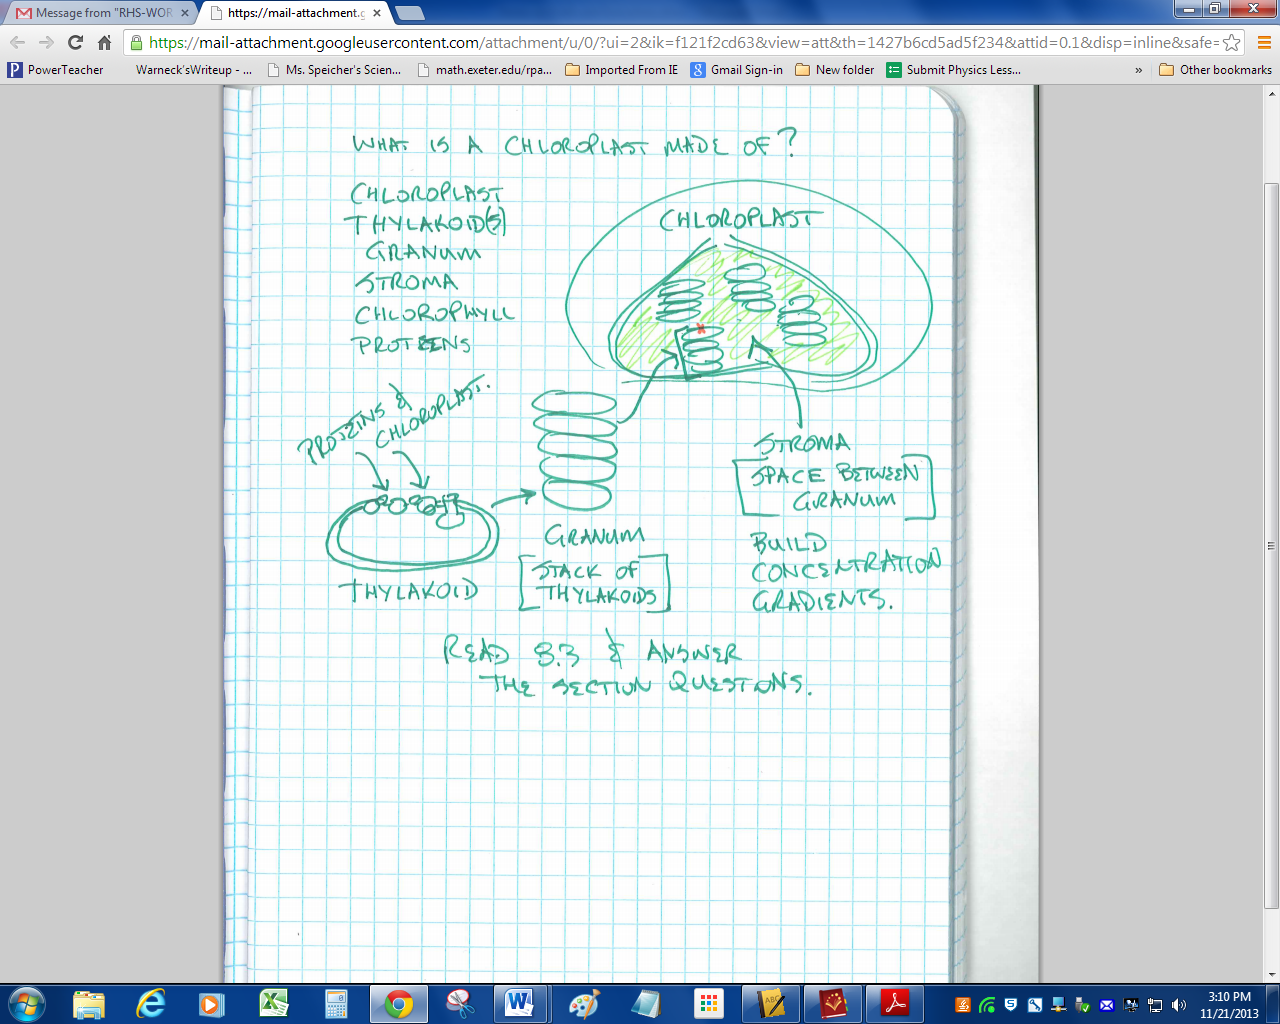 Message from "RHS-WOR
https://mail-attachment.g
https://mail-attachment.googleusercontent.com/attachment/u/0/?ui=2&ik=f121f2cd63&view=att&th=1427b6cd5ad5f234&attid=0.1&disp=inline&safe=
PowerTeacher
Warneck'sWriteup - ...
Ms. Speicher's Scien...
math.exeter.edu/rpa...
Imported From IE
Gmail Sign-in
New folder
Submit Physics Less...
»
Other bookmarks
WHAT IS A CHLOROPLAST MADE OF?
CHLOROPLAST
THYLAKOID(S)
GRANUM
STROMA
CHLOROPHYLL
PROTEINS
CHLOROPLAST
PROTEINS &
CHLOROPLAST.
THYLAKOID
GRANUM
STACK OF
THYLAKOIDS
STROMA
SPACE BETWEEN
GRANUM
BUILD
CONCENTRATION
GRADIENTS.
READ 8.3 & ANSWER
THE SECTION QUESTIONS.
3:10 PM
11/21/2013